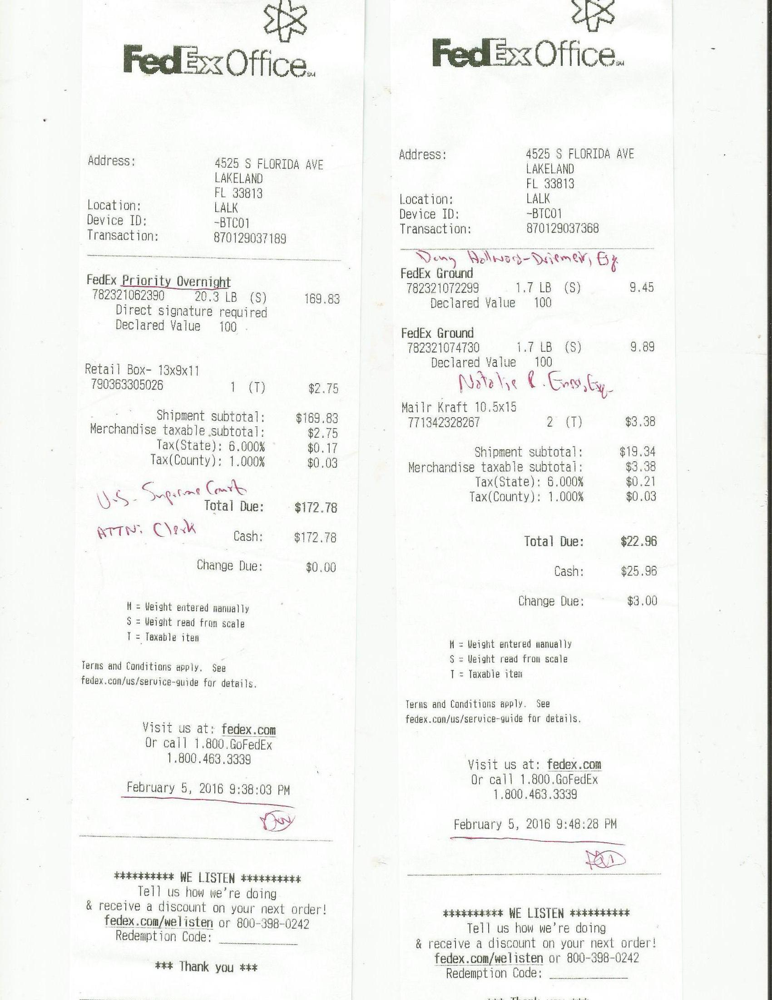 FedEx Office SM
Address: 4525 S FLORIDA AVE
LAKELAND
FL 33813
Location: LALK
Device ID: -BTC01
Transaction: 870129037189
FedEx Priority Overnight
782321062390 20.3 LB (S) 169.83
Direct signature required
Declared Value 100
Retail Box- 13x9x11
790363305026 1 (T) $2.75
Shipment subtotal: $169.83
Merchandise taxable subtotal: $2.75
Tax(State): 6.000% $0.17
Tax(County): 1.000% $0.03
U.S. Supreme Court
Total Due: $172.78
ATTN: Clerk
Cash: $172.78
Change Due: $0.00
M = Weight entered manually
S = Weight read from scale
T = Taxable item
Terms and Conditions apply. See
fedex.com/us/service-guide for details.
Visit us at: fedex.com
Or call 1.800.GoFedEx
1.800.463.3339
February 5, 2016 9:38:03 PM
********** WE LISTEN **********
Tell us how we're doing
& receive a discount on your next order!
fedex.com/welisten or 800-398-0242
Redemption Code:
*** Thank you ***
FedEx Office SM
Address: 4525 S FLORIDA AVE
LAKELAND
FL 33813
Location: LALK
Device ID: -BTC01
Transaction: 870129037368
Hallward-Driemeir, Esq.
FedEx Ground
782321072299 1.7 LB (S) 9.45
Declared Value 100
FedEx Ground
782321074730 1.7 LB (S) 9.89
Declared Value 100
Natalie R. Esq.
Mailr Kraft 10.5x15
771342328267 2 (T) $3.38
Shipment subtotal: $19.34
Merchandise taxable subtotal: $3.38
Tax(State): 6.000% $0.21
Tax(County): 1.000% $0.03
Total Due: $22.96
Cash: $25.96
Change Due: $3.00
M = Weight entered manually
S = Weight read from scale
T = Taxable item
Terms and Conditions apply. See
fedex.com/us/service-guide for details.
Visit us at: fedex.com
Or call 1.800.GoFedEx
1.800.463.3339
February 5, 2016 9:48:28 PM
********** WE LISTEN **********
Tell us how we're doing
& receive a discount on your next order!
fedex.com/welisten or 800-398-0242
Redemption Code: